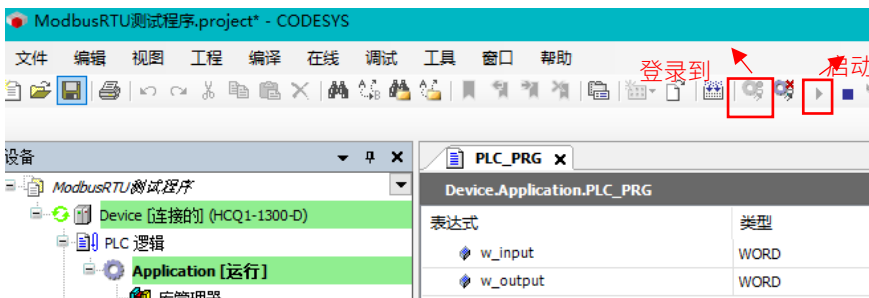 ModbusRTU测试程序.project* - CODESYS
文件 编辑 视图 工程 编译 在线 调试 工具 窗口 帮助
登录到 启动
设备
PLC_PRG
ModbusRTU测试程序
Device.Application.PLC_PRG
Device [连接的] (HCQ1-1300-D)
表达式 类型
PLC 逻辑
w_input WORD
Application [运行]
w_output WORD
库管理器